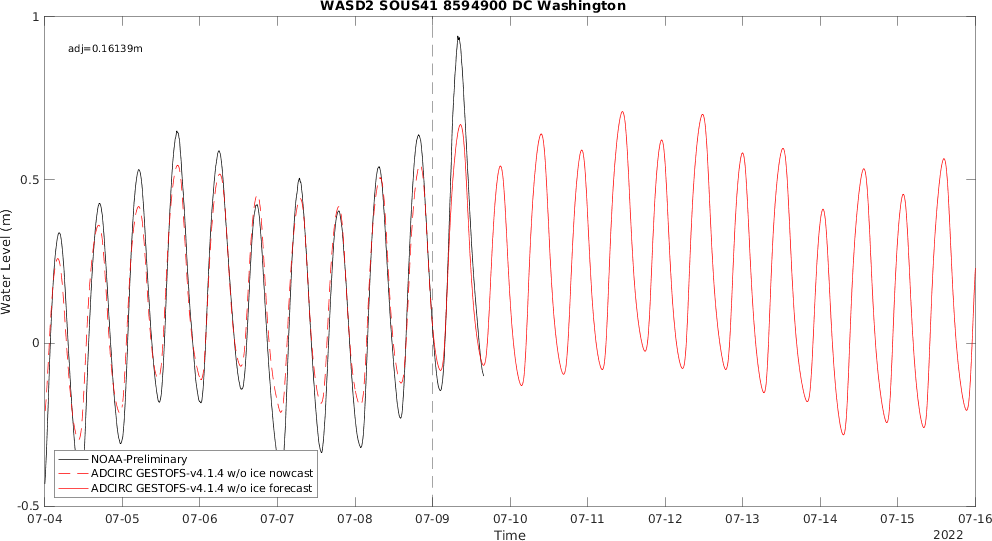 WASD2 SOUS41 8594900 DC Washington
adj=0.16139m
1
0.5
0
-0.5
Water Level (m)
NOAA-Preliminary
ADCIRC GESTOFS-v4.1.4 w/o ice nowcast
ADCIRC GESTOFS-v4.1.4 w/o ice forecast
07-04 07-05 07-06 07-07 07-08 07-09 07-10 07-11 07-12 07-13 07-14 07-15 07-16
Time
2022